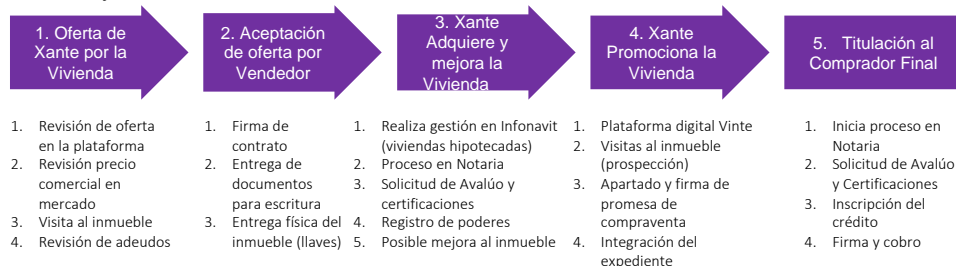 1. Oferta de
Xante por la
Vivienda
2. Aceptación
de oferta por
Vendedor
3. Xante
Adquiere y
mejora la
Vivienda
4. Xante
Promociona la
Vivienda
5. Titulación al
Comprador Final
1. Revisión de oferta
en la plataforma
2. Revisión precio
comercial en
mercado
3. Visita al inmueble
4. Revisión de adeudos
1. Firma de
contrato
2. Entrega de
documentos
para escritura
3. Entrega física del
inmueble (llaves)
1. Realiza gestión en Infonavit
(viviendas hipotecadas)
2. Proceso en Notaria
3. Solicitud de Avalúo y
certificaciones
4. Registro de poderes
5. Posible mejora al inmueble
1. Plataforma digital Vinte
2. Visitas al inmueble
(prospección)
3. Apartado y firma de
promesa de
compraventa
4. Integración del
expediente
1. Inicia proceso en
Notaria
2. Solicitud de Avalúo
y Certificaciones
3. Inscripción del
crédito
4. Firma y cobro